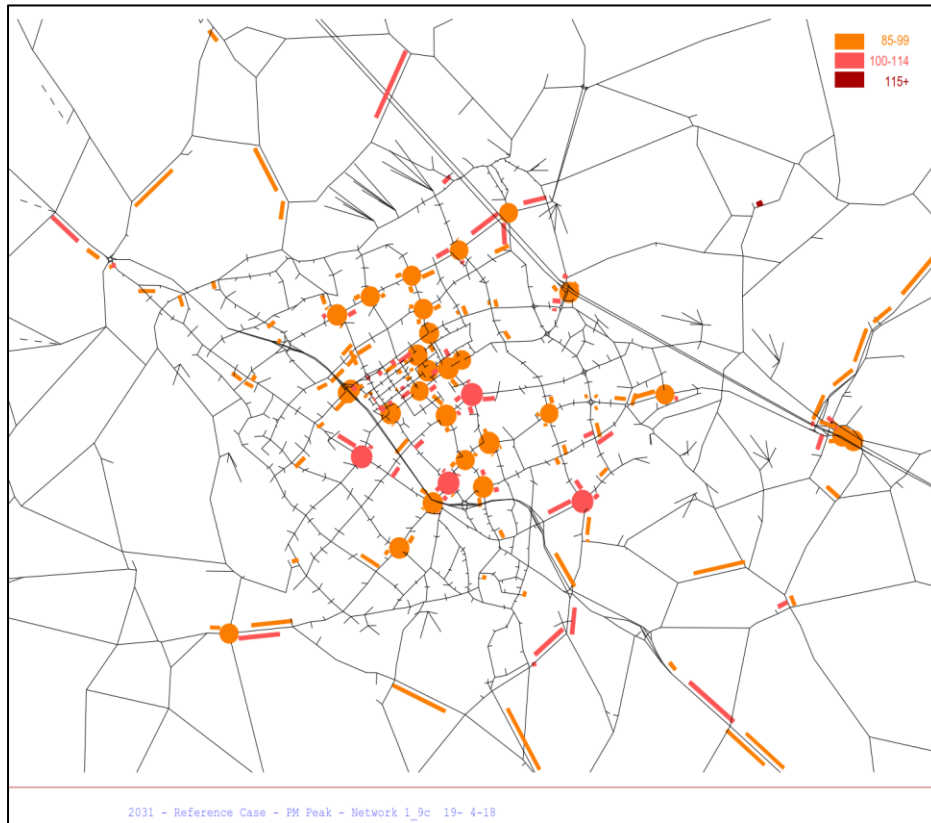 85-99
100-114
115+
2031 - Reference Case - PM Peak - Network 1_9c 19- 4-18